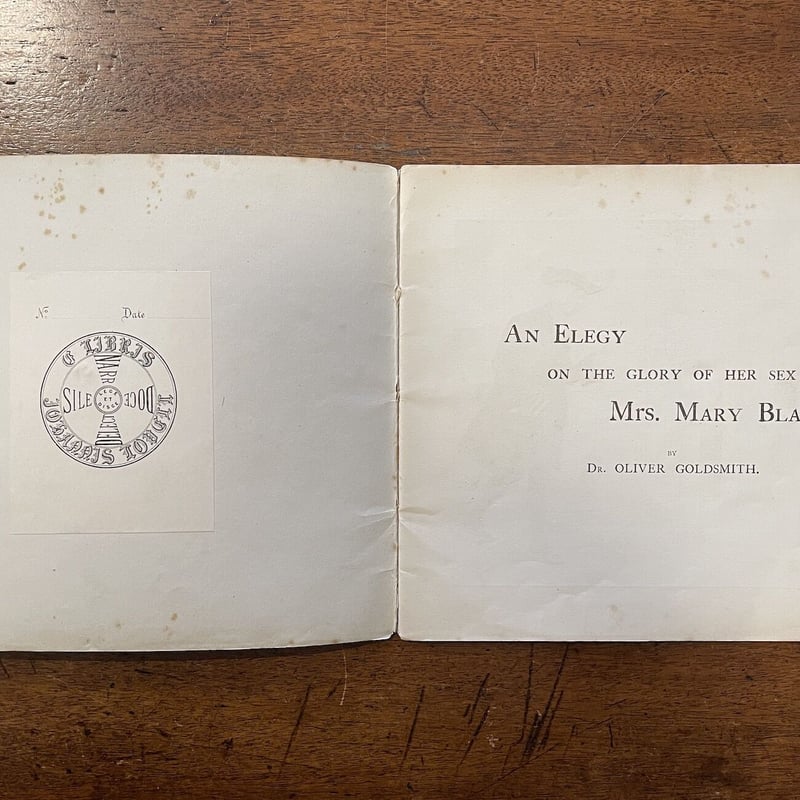 No. Date
E LIBRIS
JOHANNIS
SILE
DOCE
ET
An Elegy
ON THE GLORY OF HER SEX
Mrs. Mary Bla
BY
Dr. OLIVER GOLDSMITH.